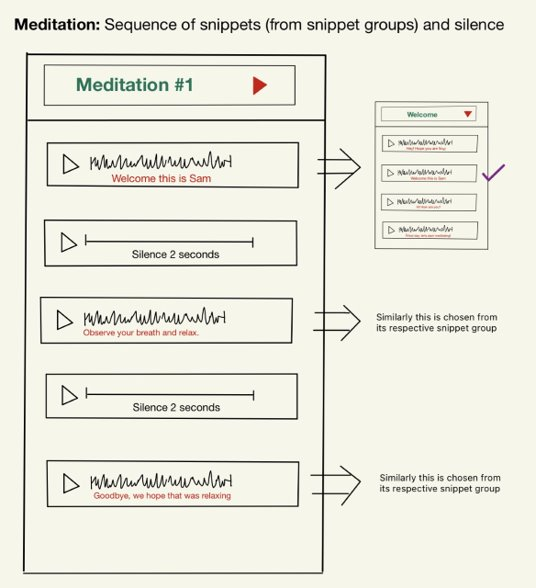 Meditation: Sequence of snippets (from snippet groups) and silence
Meditation #1
Welcome this is Sam
Silence 2 seconds
Observe your breath and relax.
Silence 2 seconds
Goodbye, we hope that was relaxing
Welcome
Welcome this is Sam
Similarly this is chosen from
its respective snippet group
Similarly this is chosen from
its respective snippet group